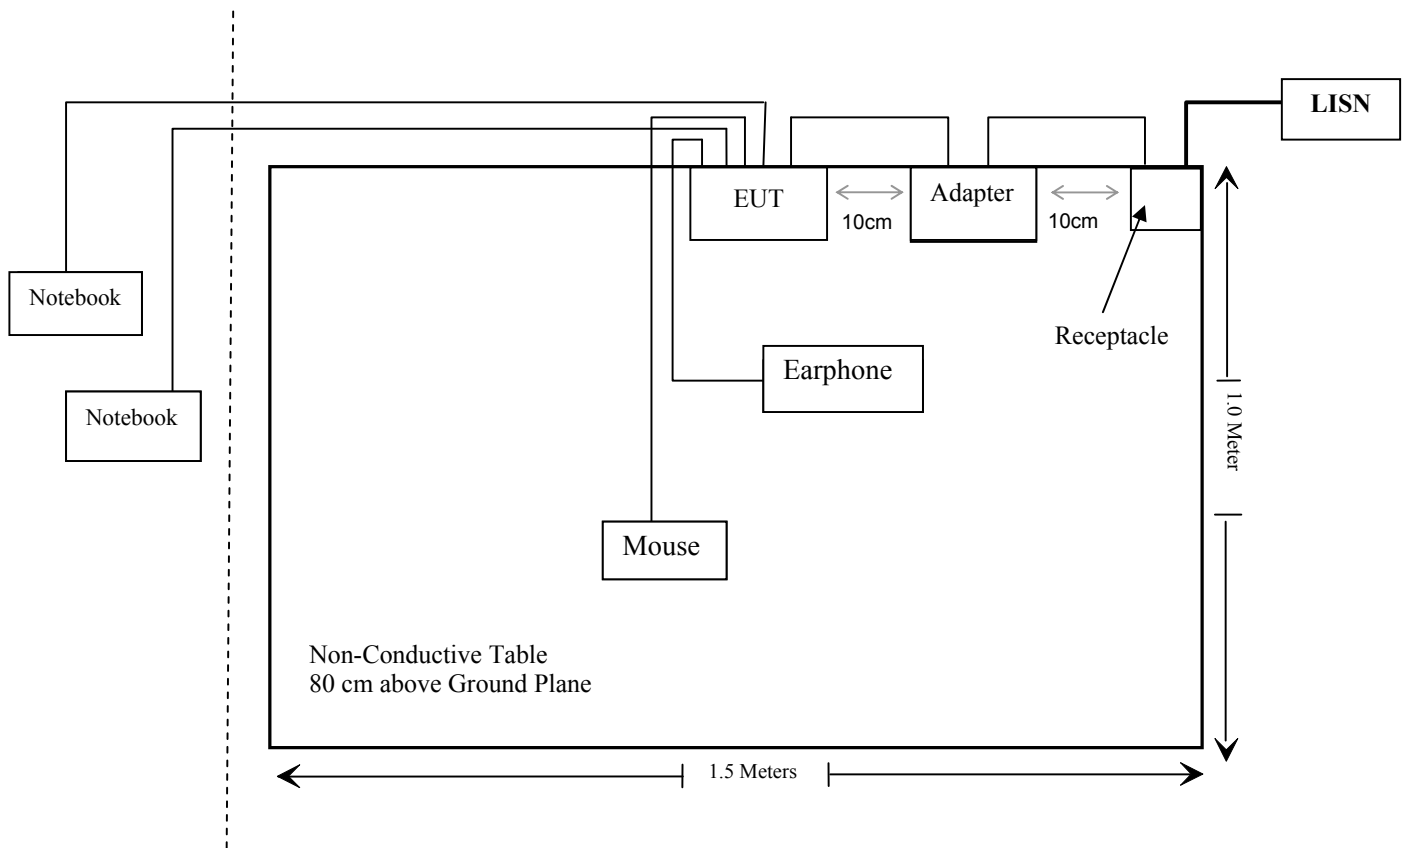 LISN
EUT
Adapter
10cm
10cm
Notebook
Receptacle
Earphone
Notebook
1.0 Meter
Mouse
Non-Conductive Table
80 cm above Ground Plane
1.5 Meters